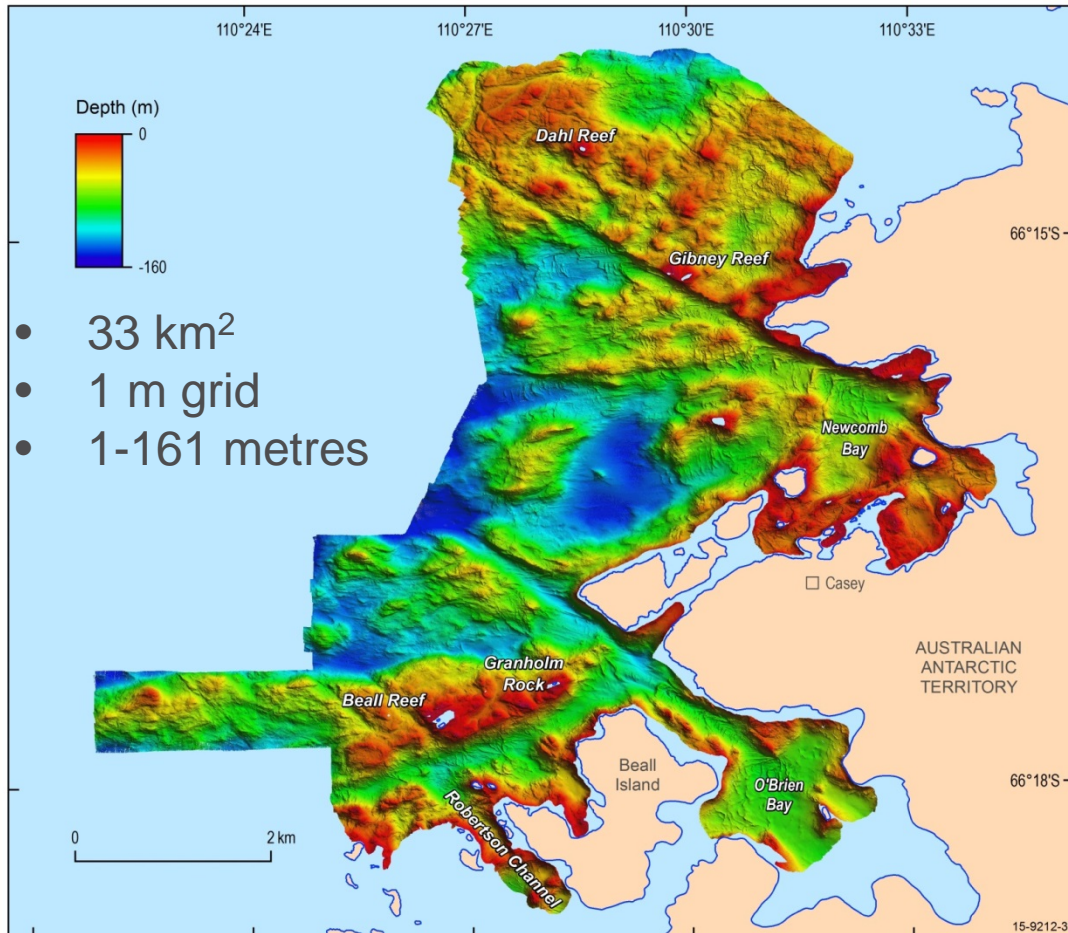 110°24'E
110°27'E
110°30'E
110°33'E
Depth (m)
0
-160
Dahl Reef
66°15'S
Gibney Reef
• 33 km²
• 1 m grid
• 1-161 metres
Newcomb
Bay
Casey
AUSTRALIAN
ANTARCTIC
TERRITORY
Granholm
Rock
Beall Reef
Beall
Island
66°18'S
O'Brien
Bay
Robertson Channel
0
2 km
15-9212-3